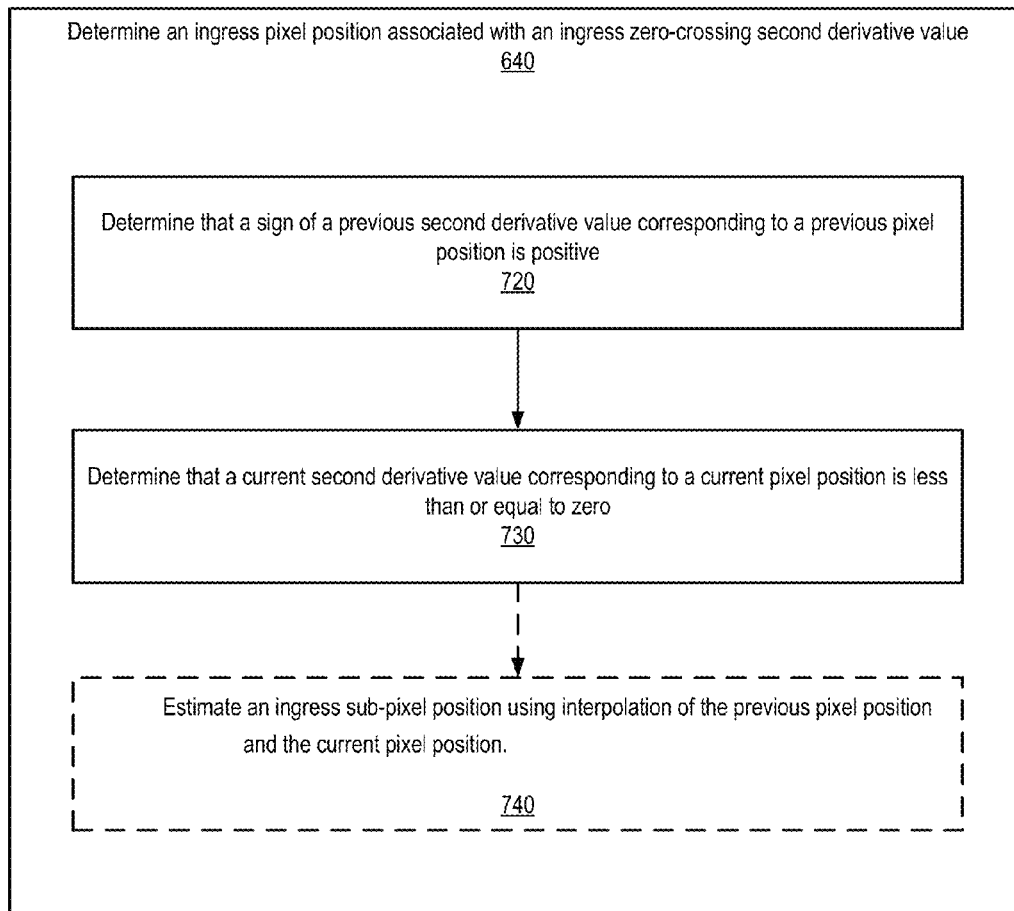 Determine an ingress pixel position associated with an ingress zero-crossing second derivative value
640
Determine that a sign of a previous second derivative value corresponding to a previous pixel
position is positive
720
Determine that a current second derivative value corresponding to a current pixel position is less
than or equal to zero
730
Estimate an ingress sub-pixel position using interpolation of the previous pixel position
and the current pixel position.
740